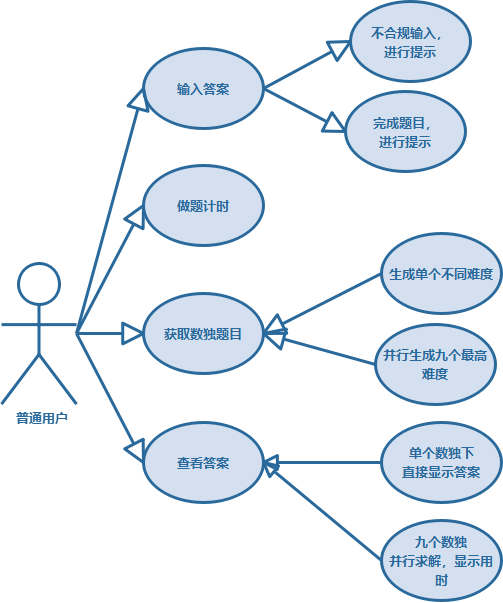 不合规输入，
进行提示
输入答案
完成题目，
进行提示
做题计时
生成单个不同难度
获取数独题目
并行生成九个最高
难度
普通用户
单个数独下
直接显示答案
查看答案
九个数独
并行求解，显示用
时